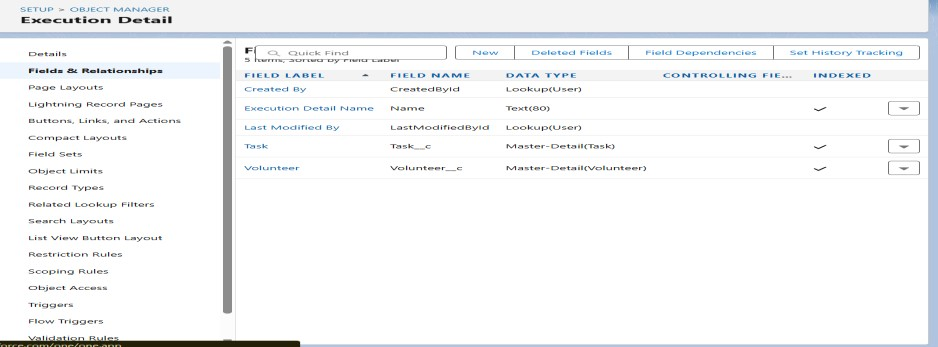 SETUP > OBJECT MANAGER
Execution Detail
Details
Fields & Relationships
Page Layouts
Lightning Record Pages
Buttons, Links, and Actions
Compact Layouts
Field Sets
Object Limits
Record Types
Related Lookup Filters
Search Layouts
List View Button Layout
Restriction Rules
Scoping Rules
Object Access
Triggers
Flow Triggers
Validation Rules
Quick Find New Deleted Fields Field Dependencies Set History Tracking
5 Items, Sorted by Field Label
FIELD LABEL FIELD NAME DATA TYPE CONTROLLING FIE... INDEXED
Created By CreatedById Lookup(User)
Execution Detail Name Name Text(80)
Last Modified By LastModifiedById Lookup(User)
Task Task__c Master-Detail(Task)
Volunteer Volunteer__c Master-Detail(Volunteer)
force.com/one/one.app